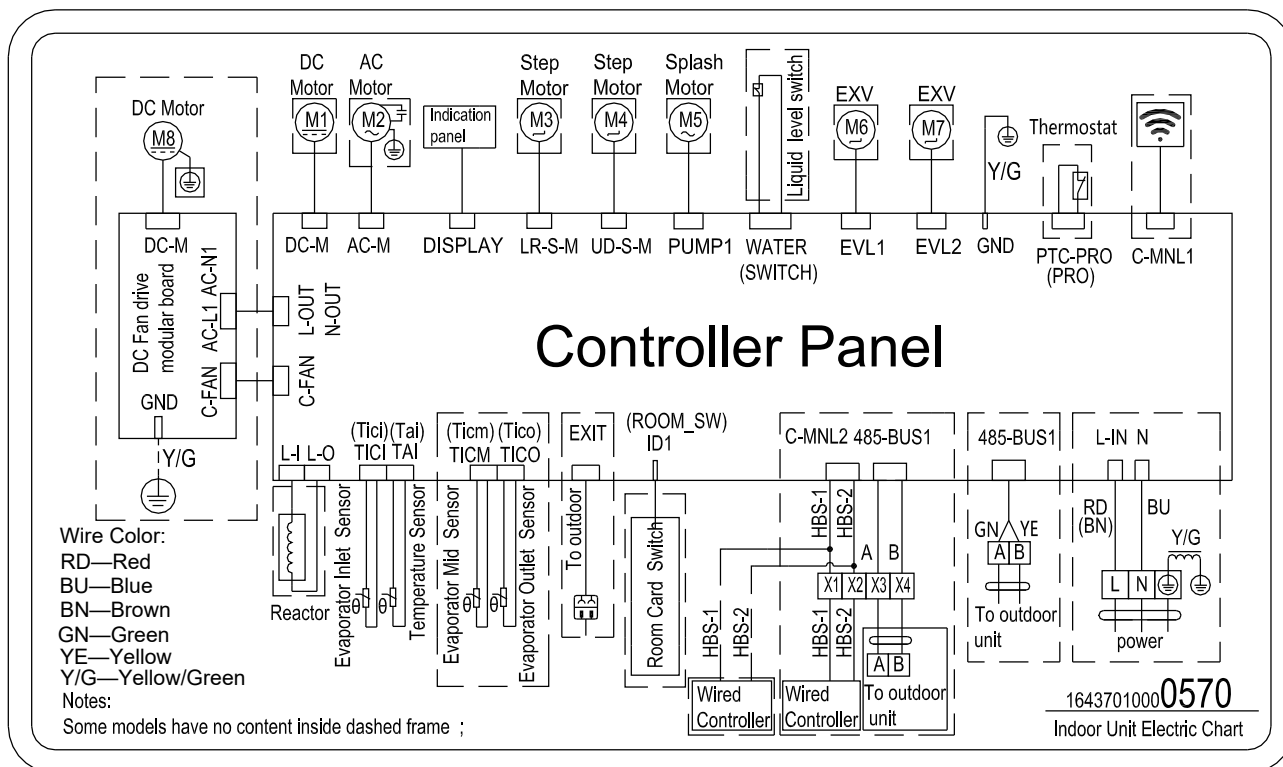 DC Motor
M8
DC-M
DC Fan drive
modular board
AC-L1 AC-N1
C-FAN
GND
Y/G
DC
Motor
M1
AC
Motor
M2
Indication
panel
Step
Motor
M3
Step
Motor
M4
Splash
Motor
M5
Liquid level switch
EXV
M6
EXV
M7
Y/G
Thermostat
DC-M
AC-M
DISPLAY
LR-S-M
UD-S-M
PUMP1
WATER
(SWITCH)
EVL1
EVL2
GND
PTC-PRO
(PRO)
C-MNL1
L-OUT
N-OUT
C-FAN
Controller Panel
L-I L-O
Reactor
(Tici) (Tai)
TICI TAI
Evaporator Inlet Sensor
θ
θ
Temperature Sensor
(Ticm) (Tico)
TICM TICO
Evaporator Mid Sensor
θ
θ
Evaporator Outlet Sensor
EXIT
To outdoor
(ROOM_SW)
ID1
Room Card Switch
C-MNL2 485-BUS1
HBS-1
HBS-2
A B
X1 X2 X3 X4
HBS-1
HBS-2
HBS-1
HBS-2
A B
Wired
Controller
Wired
Controller
To outdoor
unit
485-BUS1
GN YE
A B
To outdoor
unit
L-IN N
RD
(BN)
BU
Y/G
L N
power
Wire Color:
RD—Red
BU—Blue
BN—Brown
GN—Green
YE—Yellow
Y/G—Yellow/Green
Notes:
Some models have no content inside dashed frame ;
16437010000570
Indoor Unit Electric Chart